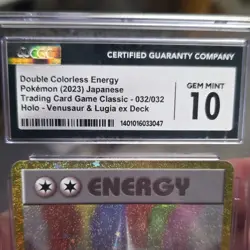 CGC
CERTIFIED GUARANTY COMPANY
Double Colorless Energy
Pokémon (2023) Japanese
Trading Card Game Classic - 032/032
Holo - Venusaur & Lugia ex Deck
1401016033047
GEM MINT
10
ENERGY